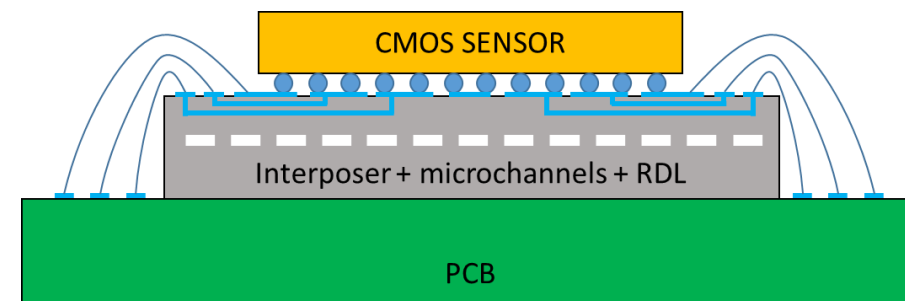 CMOS SENSOR
Interposer + microchannels + RDL
PCB